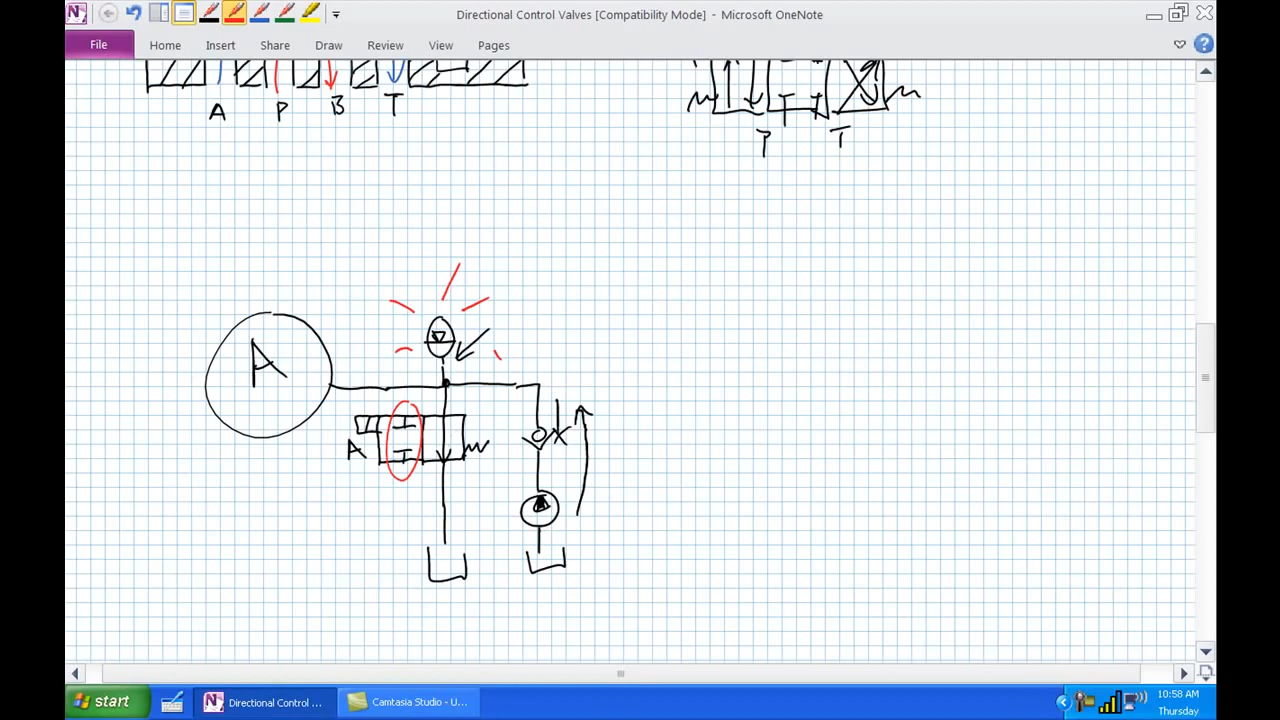 Directional Control Valves [Compatibility Mode] - Microsoft OneNote
File Home Insert Share Draw Review View Pages
A P B T
P T
A
A
start
Directional Control ...
Camtasia Studio - U...
10:58 AM
Thursday